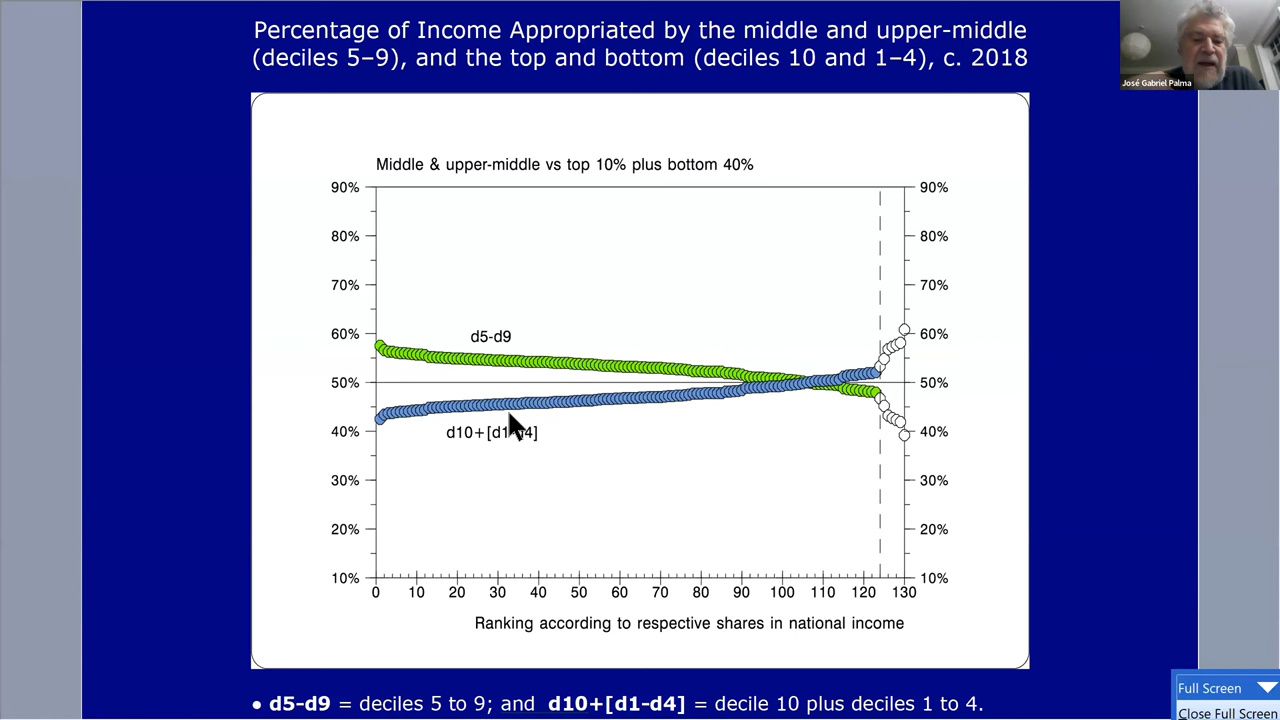 Percentage of Income Appropriated by the middle and upper-middle
(deciles 5–9), and the top and bottom (deciles 10 and 1–4), c. 2018
José Gabriel Palma
Middle & upper-middle vs top 10% plus bottom 40%
90% 90%
80% 80%
70% 70%
60% 60%
d5-d9
50% 50%
40% 40%
d10+[d1-d4]
30% 30%
20% 20%
10% 10%
0 10 20 30 40 50 60 70 80 90 100 110 120 130
Ranking according to respective shares in national income
• d5-d9 = deciles 5 to 9; and d10+[d1-d4] = decile 10 plus deciles 1 to 4.
Full Screen
Close Full Screen